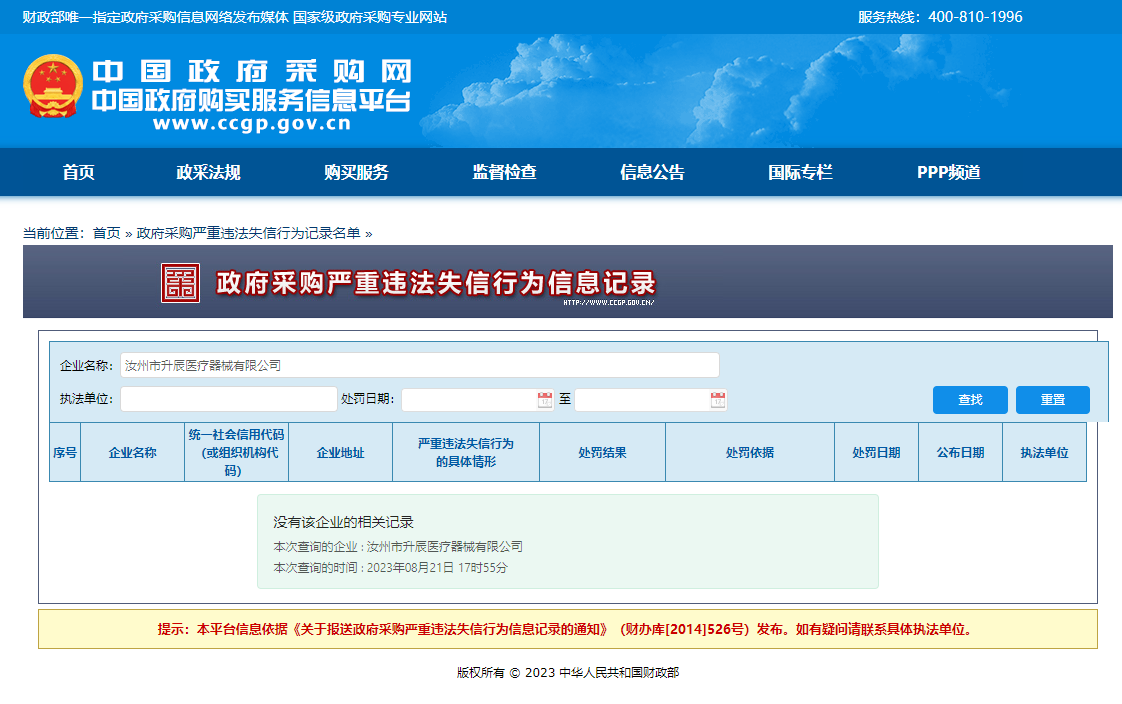 财政部唯一指定政府采购信息网络发布媒体 国家级政府采购专业网站
服务热线：400-810-1996
中国政府采购网
中国政府购买服务信息平台
www.ccgp.gov.cn
首页 政采法规 购买服务 监督检查 信息公告 国际专栏 PPP频道
当前位置：首页 » 政府采购严重违法失信行为记录名单 »
政府采购严重违法失信行为信息记录
HTTP://WWW.CCGP.GOV.CN/
企业名称：汝州市升辰医疗器械有限公司
执法单位： 处罚日期： 至 查找 重置
序号 企业名称 统一社会信用代码（或组织机构代码） 企业地址 严重违法失信行为的具体情形 处罚结果 处罚依据 处罚日期 公布日期 执法单位
没有该企业的相关记录
本次查询的企业 : 汝州市升辰医疗器械有限公司
本次查询的时间 : 2023年08月21日 17时55分
提示：本平台信息依据《关于报送政府采购严重违法失信行为信息记录的通知》（财办库[2014]526号）发布。如有疑问请联系具体执法单位。
版权所有 © 2023 中华人民共和国财政部